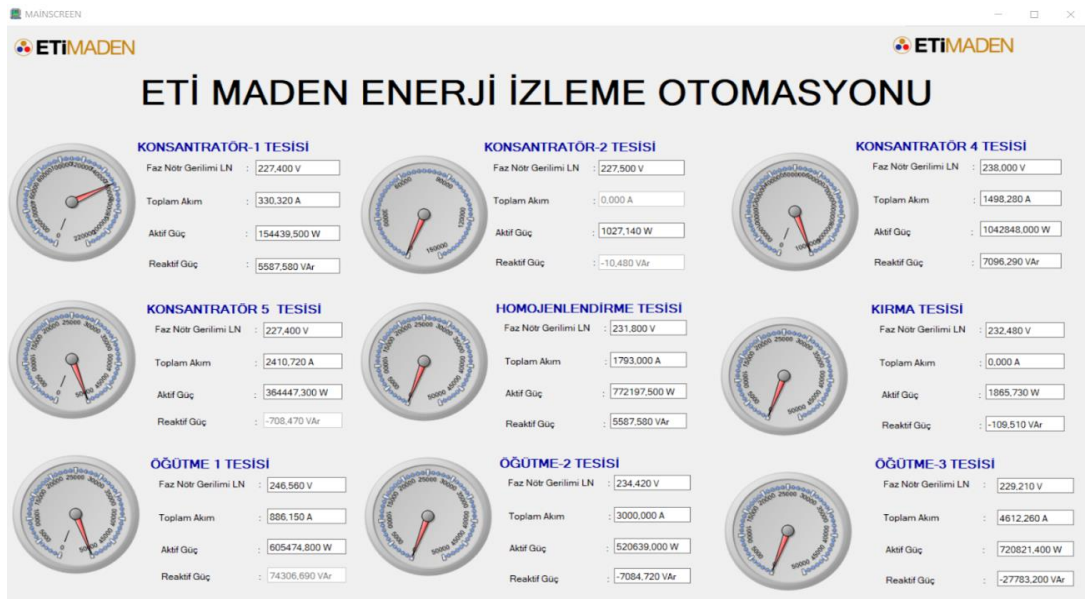 MAINSCREEN
ETiMADEN
ETiMADEN
ETİ MADEN ENERJİ İZLEME OTOMASYONU
KONSANTRATÖR-1 TESİSİ
Faz Nötr Gerilimi LN : 227,400 V
Toplam Akım : 330,320 A
Aktif Güç : 154439,500 W
Reaktif Güç : 5587,580 VAr
KONSANTRATÖR-2 TESİSİ
Faz Nötr Gerilimi LN : 227,500 V
Toplam Akım : 0,000 A
Aktif Güç : 1027,140 W
Reaktif Güç : -10,480 VAr
KONSANTRATÖR 4 TESİSİ
Faz Nötr Gerilimi LN : 238,000 V
Toplam Akım : 1498,280 A
Aktif Güç : 1042848,000 W
Reaktif Güç : 7096,290 VAr
KONSANTRATÖR 5 TESİSİ
Faz Nötr Gerilimi LN : 227,400 V
Toplam Akım : 2410,720 A
Aktif Güç : 364447,300 W
Reaktif Güç : -708,470 VAr
HOMOJENLENDİRME TESİSİ
Faz Nötr Gerilimi LN : 231,800 V
Toplam Akım : 1793,000 A
Aktif Güç : 772197,500 W
Reaktif Güç : 5587,580 VAr
KIRMA TESİSİ
Faz Nötr Gerilimi LN : 232,480 V
Toplam Akım : 0,000 A
Aktif Güç : 1865,730 W
Reaktif Güç : -109,510 VAr
ÖĞÜTME 1 TESİSİ
Faz Nötr Gerilimi LN : 246,560 V
Toplam Akım : 886,150 A
Aktif Güç : 605474,800 W
Reaktif Güç : 74306,690 VAr
ÖĞÜTME-2 TESİSİ
Faz Nötr Gerilimi LN : 234,420 V
Toplam Akım : 3000,000 A
Aktif Güç : 520639,000 W
Reaktif Güç : -7084,720 VAr
ÖĞÜTME-3 TESİSİ
Faz Nötr Gerilimi LN : 229,210 V
Toplam Akım : 4612,260 A
Aktif Güç : 720821,400 W
Reaktif Güç : -27783,200 VAr